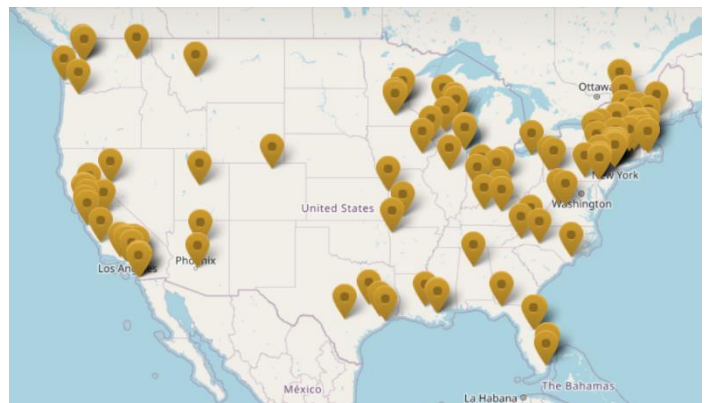 Ottawa
New York
Washington
United States
Los Angeles
Phoenix
México
The Bahamas
La Habana